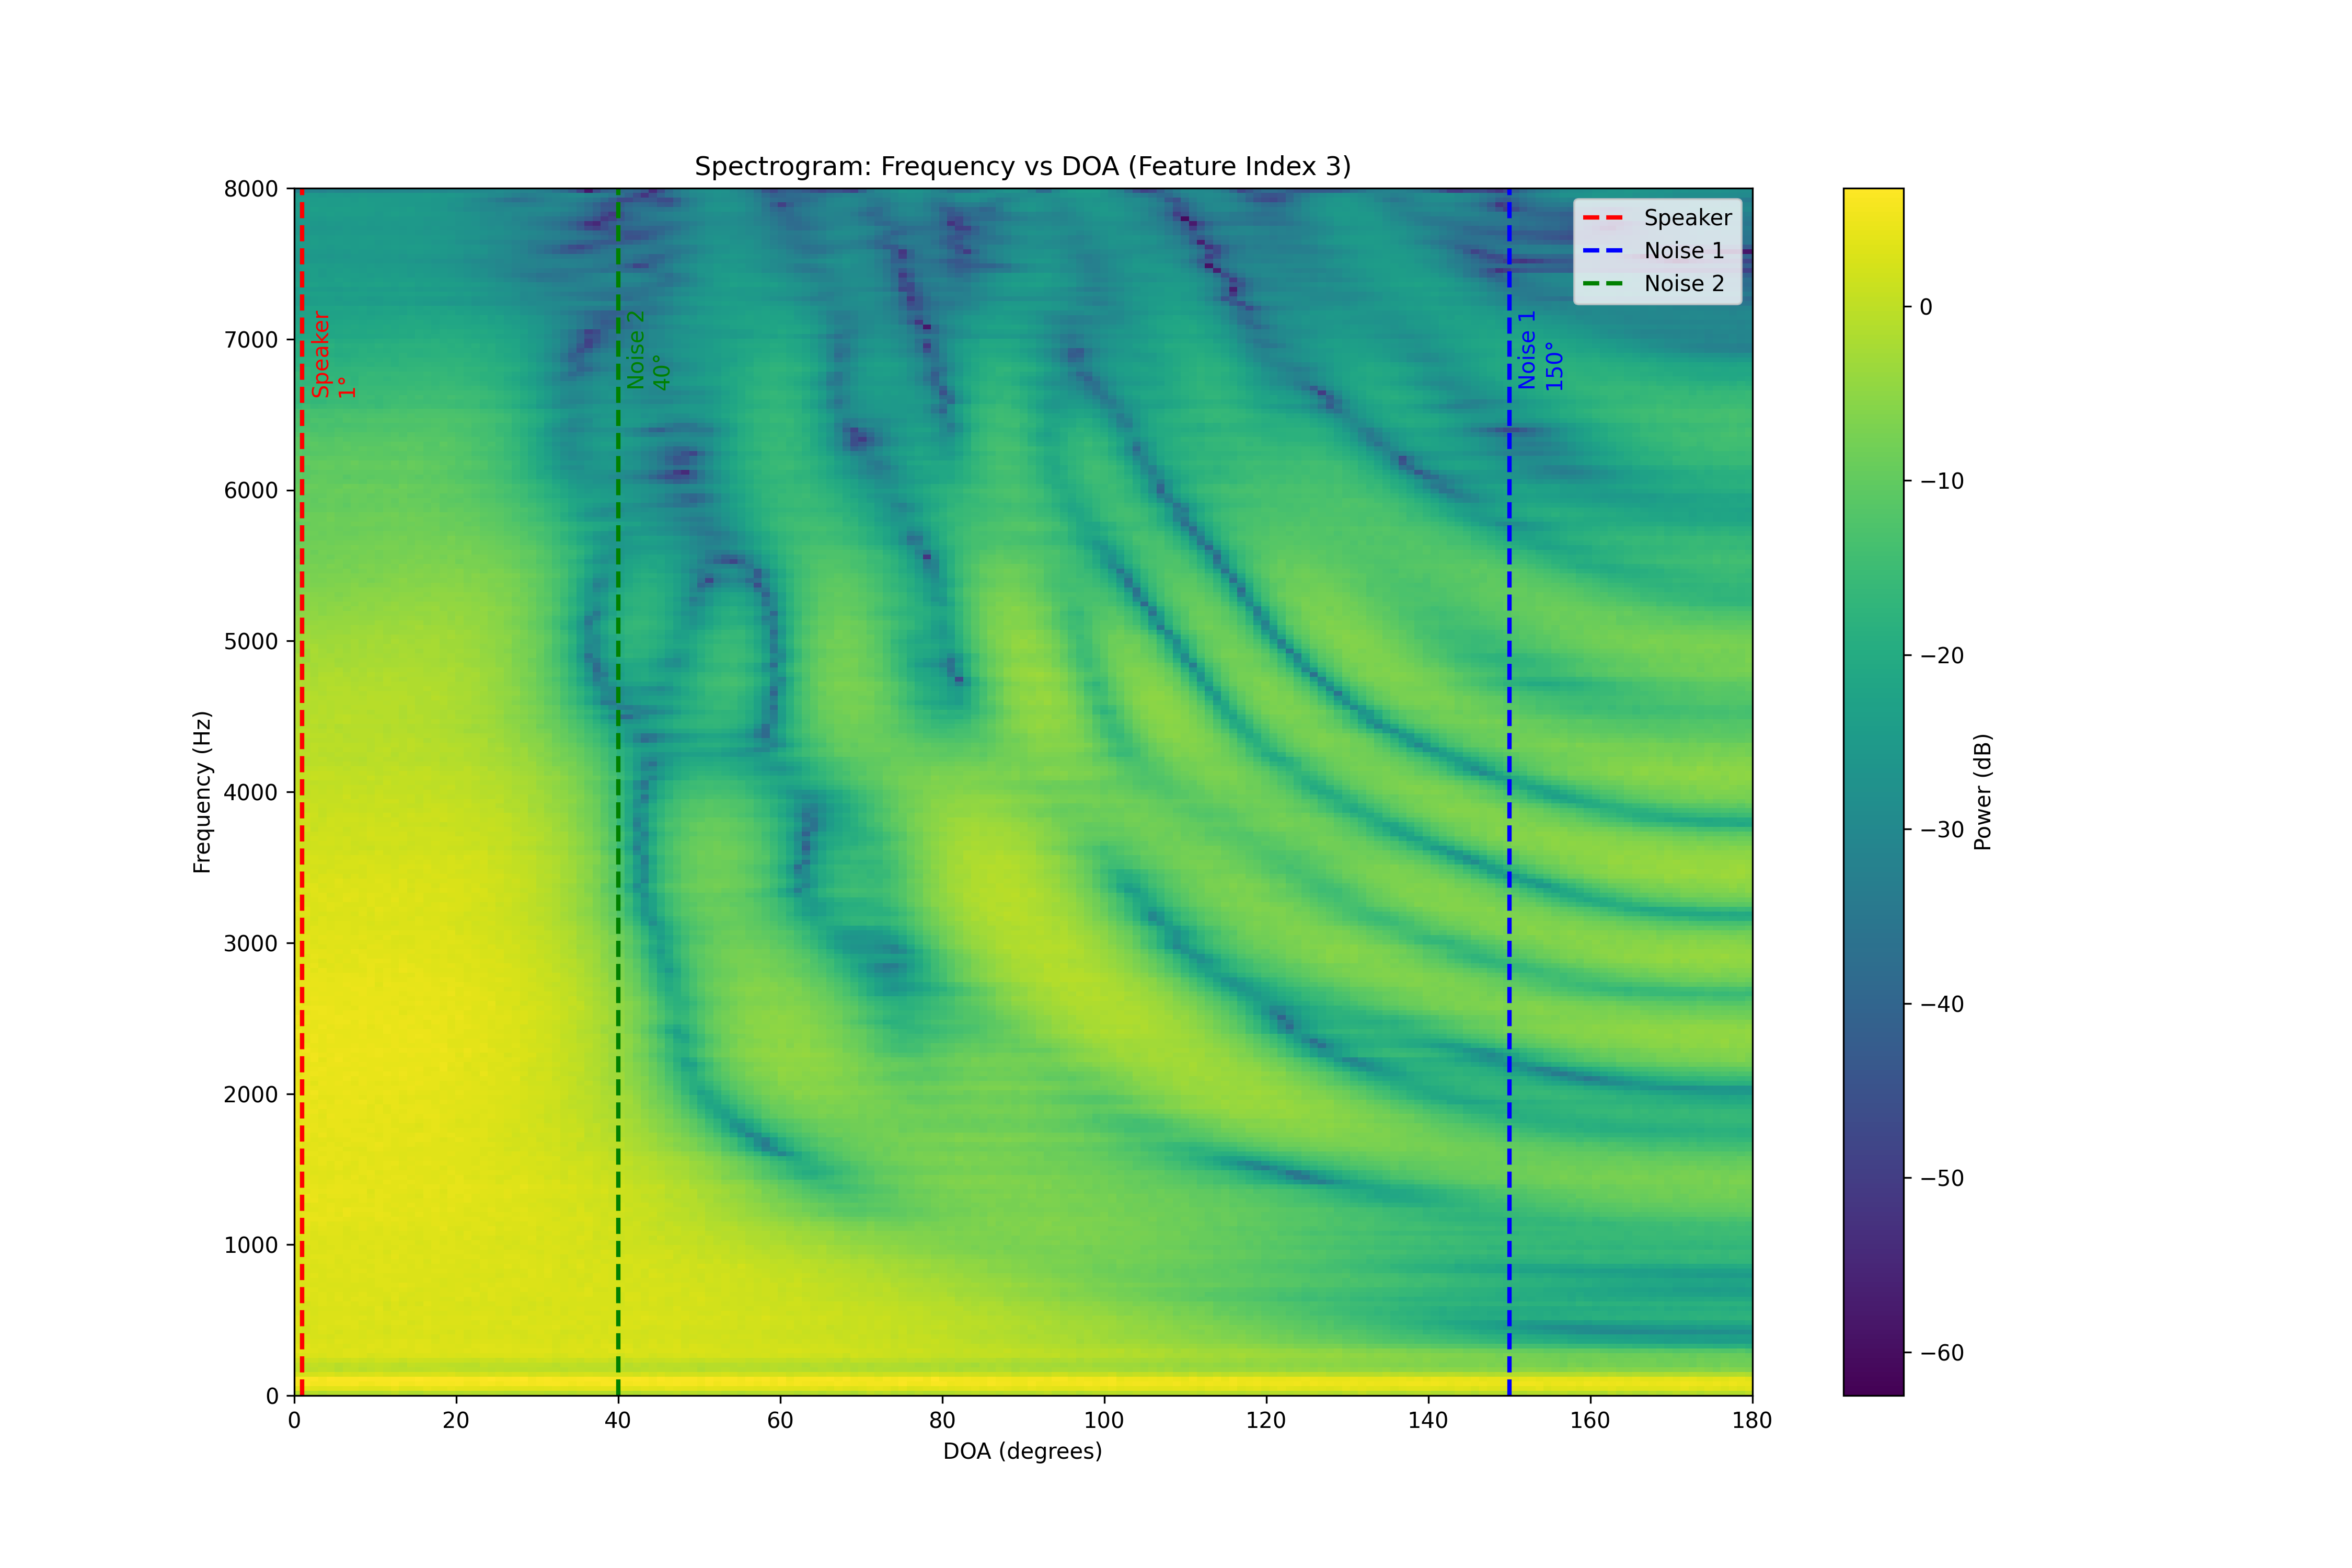 Spectrogram: Frequency vs DOA (Feature Index 3)
8000
7000
6000
5000
4000
3000
2000
1000
0
Frequency (Hz)
0
20
40
60
80
100
120
140
160
180
DOA (degrees)
Speaker
1°
Noise 2
40°
Noise 1
150°
Speaker
Noise 1
Noise 2
0
−10
−20
−30
−40
−50
−60
Power (dB)